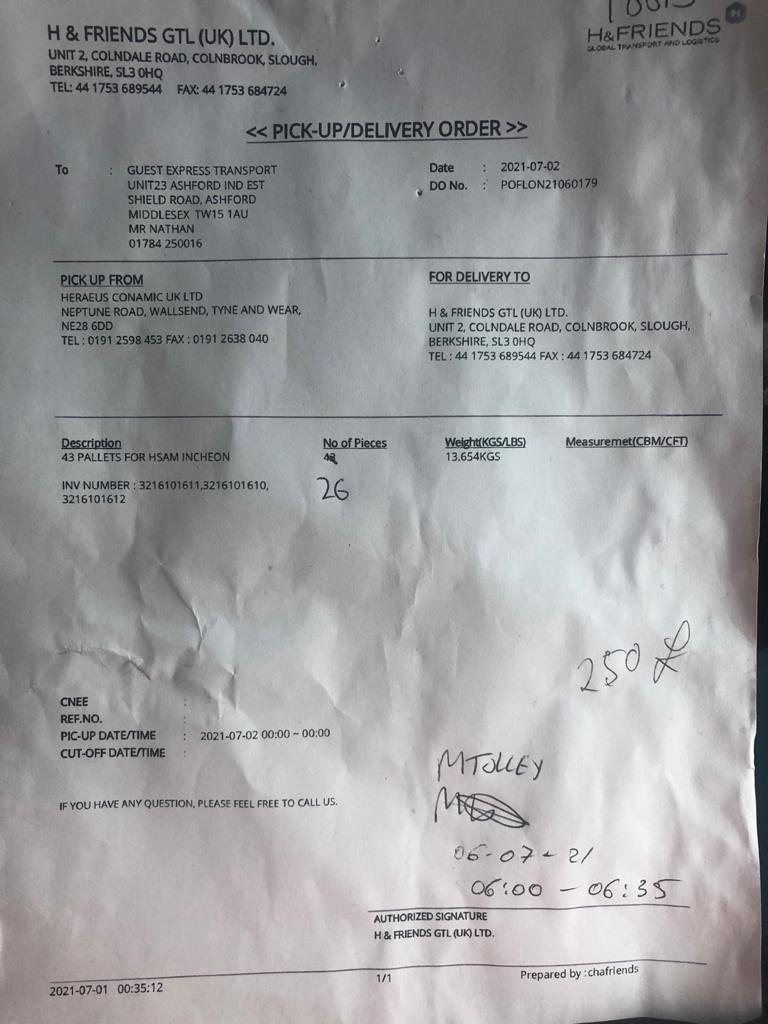 H & FRIENDS GTL (UK) LTD.
UNIT 2, COLNDALE ROAD, COLNBROOK, SLOUGH,
BERKSHIRE, SL3 0HQ
TEL: 44 1753 689544 FAX: 44 1753 684724
H&FRIENDS
GLOBAL TRANSPORT AND LOGISTICS
<< PICK-UP/DELIVERY ORDER >>
To : GUEST EXPRESS TRANSPORT
UNIT23 ASHFORD IND EST
SHIELD ROAD, ASHFORD
MIDDLESEX TW15 1AU
MR NATHAN
01784 250016
Date : 2021-07-02
DO No. : POFLON21060179
PICK UP FROM
HERAEUS CONAMIC UK LTD
NEPTUNE ROAD, WALLSEND, TYNE AND WEAR,
NE28 6DD
TEL : 0191 2598 453 FAX : 0191 2638 040
FOR DELIVERY TO
H & FRIENDS GTL (UK) LTD.
UNIT 2, COLNDALE ROAD, COLNBROOK, SLOUGH,
BERKSHIRE, SL3 0HQ
TEL : 44 1753 689544 FAX : 44 1753 684724
Description No of Pieces Weight(KGS/LBS) Measuremet(CBM/CFT)
43 PALLETS FOR HSAM INCHEON 43 13,654KGS
INV NUMBER : 3216101611,3216101610,
3216101612
26
250 £
CNEE :
REF.NO. :
PIC-UP DATE/TIME : 2021-07-02 00:00 ~ 00:00
CUT-OFF DATE/TIME :
IF YOU HAVE ANY QUESTION, PLEASE FEEL FREE TO CALL US.
MTOLLEY
06-07-21
06:00 - 06:35
AUTHORIZED SIGNATURE
H & FRIENDS GTL (UK) LTD.
2021-07-01 00:35:12
1/1
Prepared by : chafriends